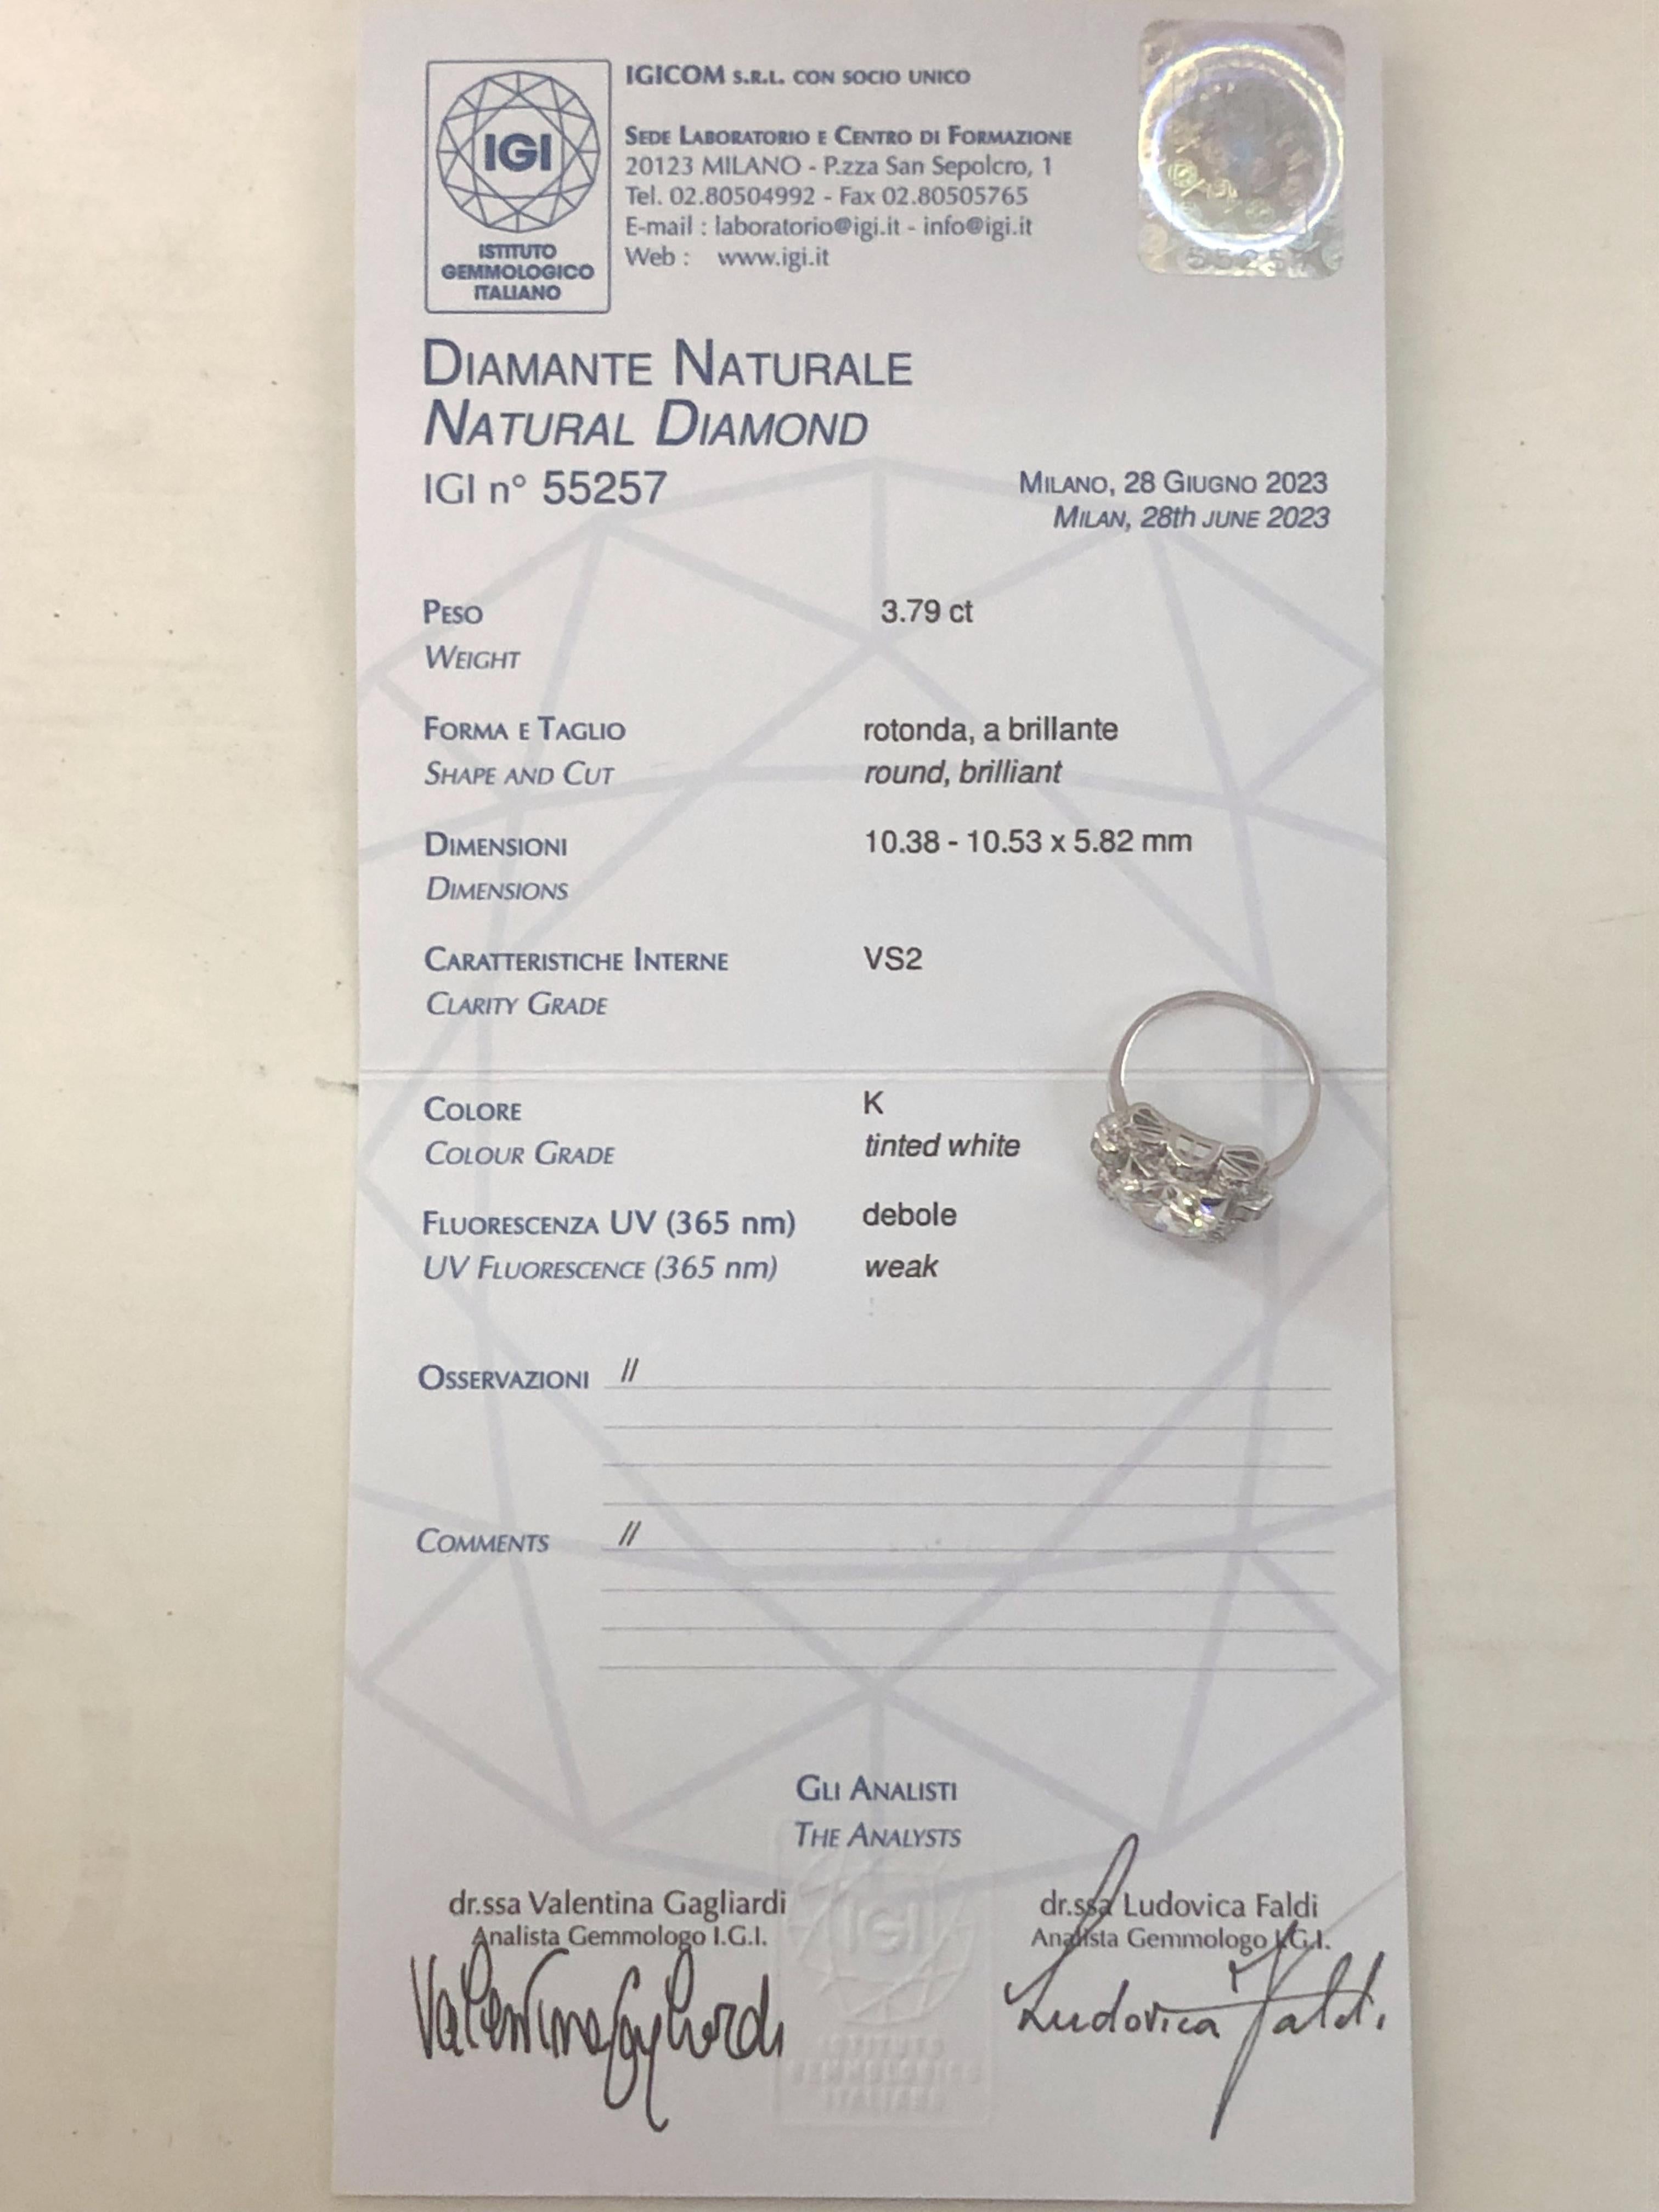 IGI
ISTITUTO
GEMMOLOGICO
ITALIANO
IGICOM S.R.L. CON SOCIO UNICO
SEDE LABORATORIO E CENTRO DI FORMAZIONE
20123 MILANO - P.zza San Sepolcro, 1
Tel. 02.80504992 - Fax 02.80505765
E-mail : laboratorio@igi.it - info@igi.it
Web : www.igi.it
DIAMANTE NATURALE
NATURAL DIAMOND
IGI n° 55257
MILANO, 28 GIUGNO 2023
MILAN, 28th JUNE 2023
PESO 3.79 ct
WEIGHT
FORMA E TAGLIO rotonda, a brillante
SHAPE AND CUT round, brilliant
DIMENSIONI 10.38 - 10.53 x 5.82 mm
DIMENSIONS
CARATTERISTICHE INTERNE VS2
CLARITY GRADE
COLORE K
COLOUR GRADE tinted white
FLUORESCENZA UV (365 nm) debole
UV FLUORESCENCE (365 nm) weak
OSSERVAZIONI //
COMMENTS //
GLI ANALISTI
THE ANALYSTS
dr.ssa Valentina Gagliardi
Analista Gemmologo I.G.I.
Valentina Gagliardi
dr.ssa Ludovica Faldi
Analista Gemmologo I.G.I.
Ludovica Faldi
IGI
ISTITUTO
GEMMOLOGICO
ITALIANO